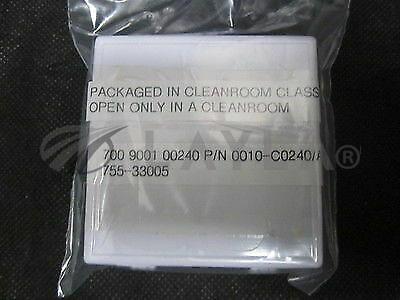 PACKAGED IN CLEANROOM CLASS
OPEN ONLY IN A CLEANROOM
700 9001 00240 P/N 0010-C0240/A
755-33005